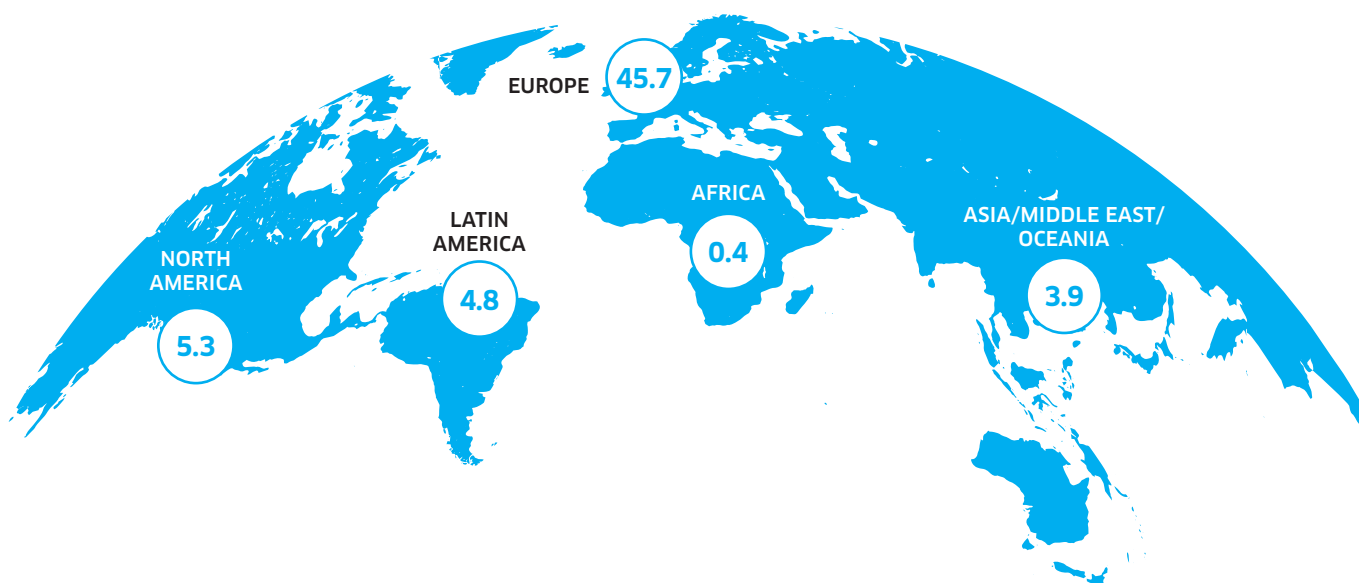 EUROPE
45.7
AFRICA
0.4
LATIN
AMERICA
4.8
ASIA/MIDDLE EAST/
OCEANIA
3.9
NORTH
AMERICA
5.3